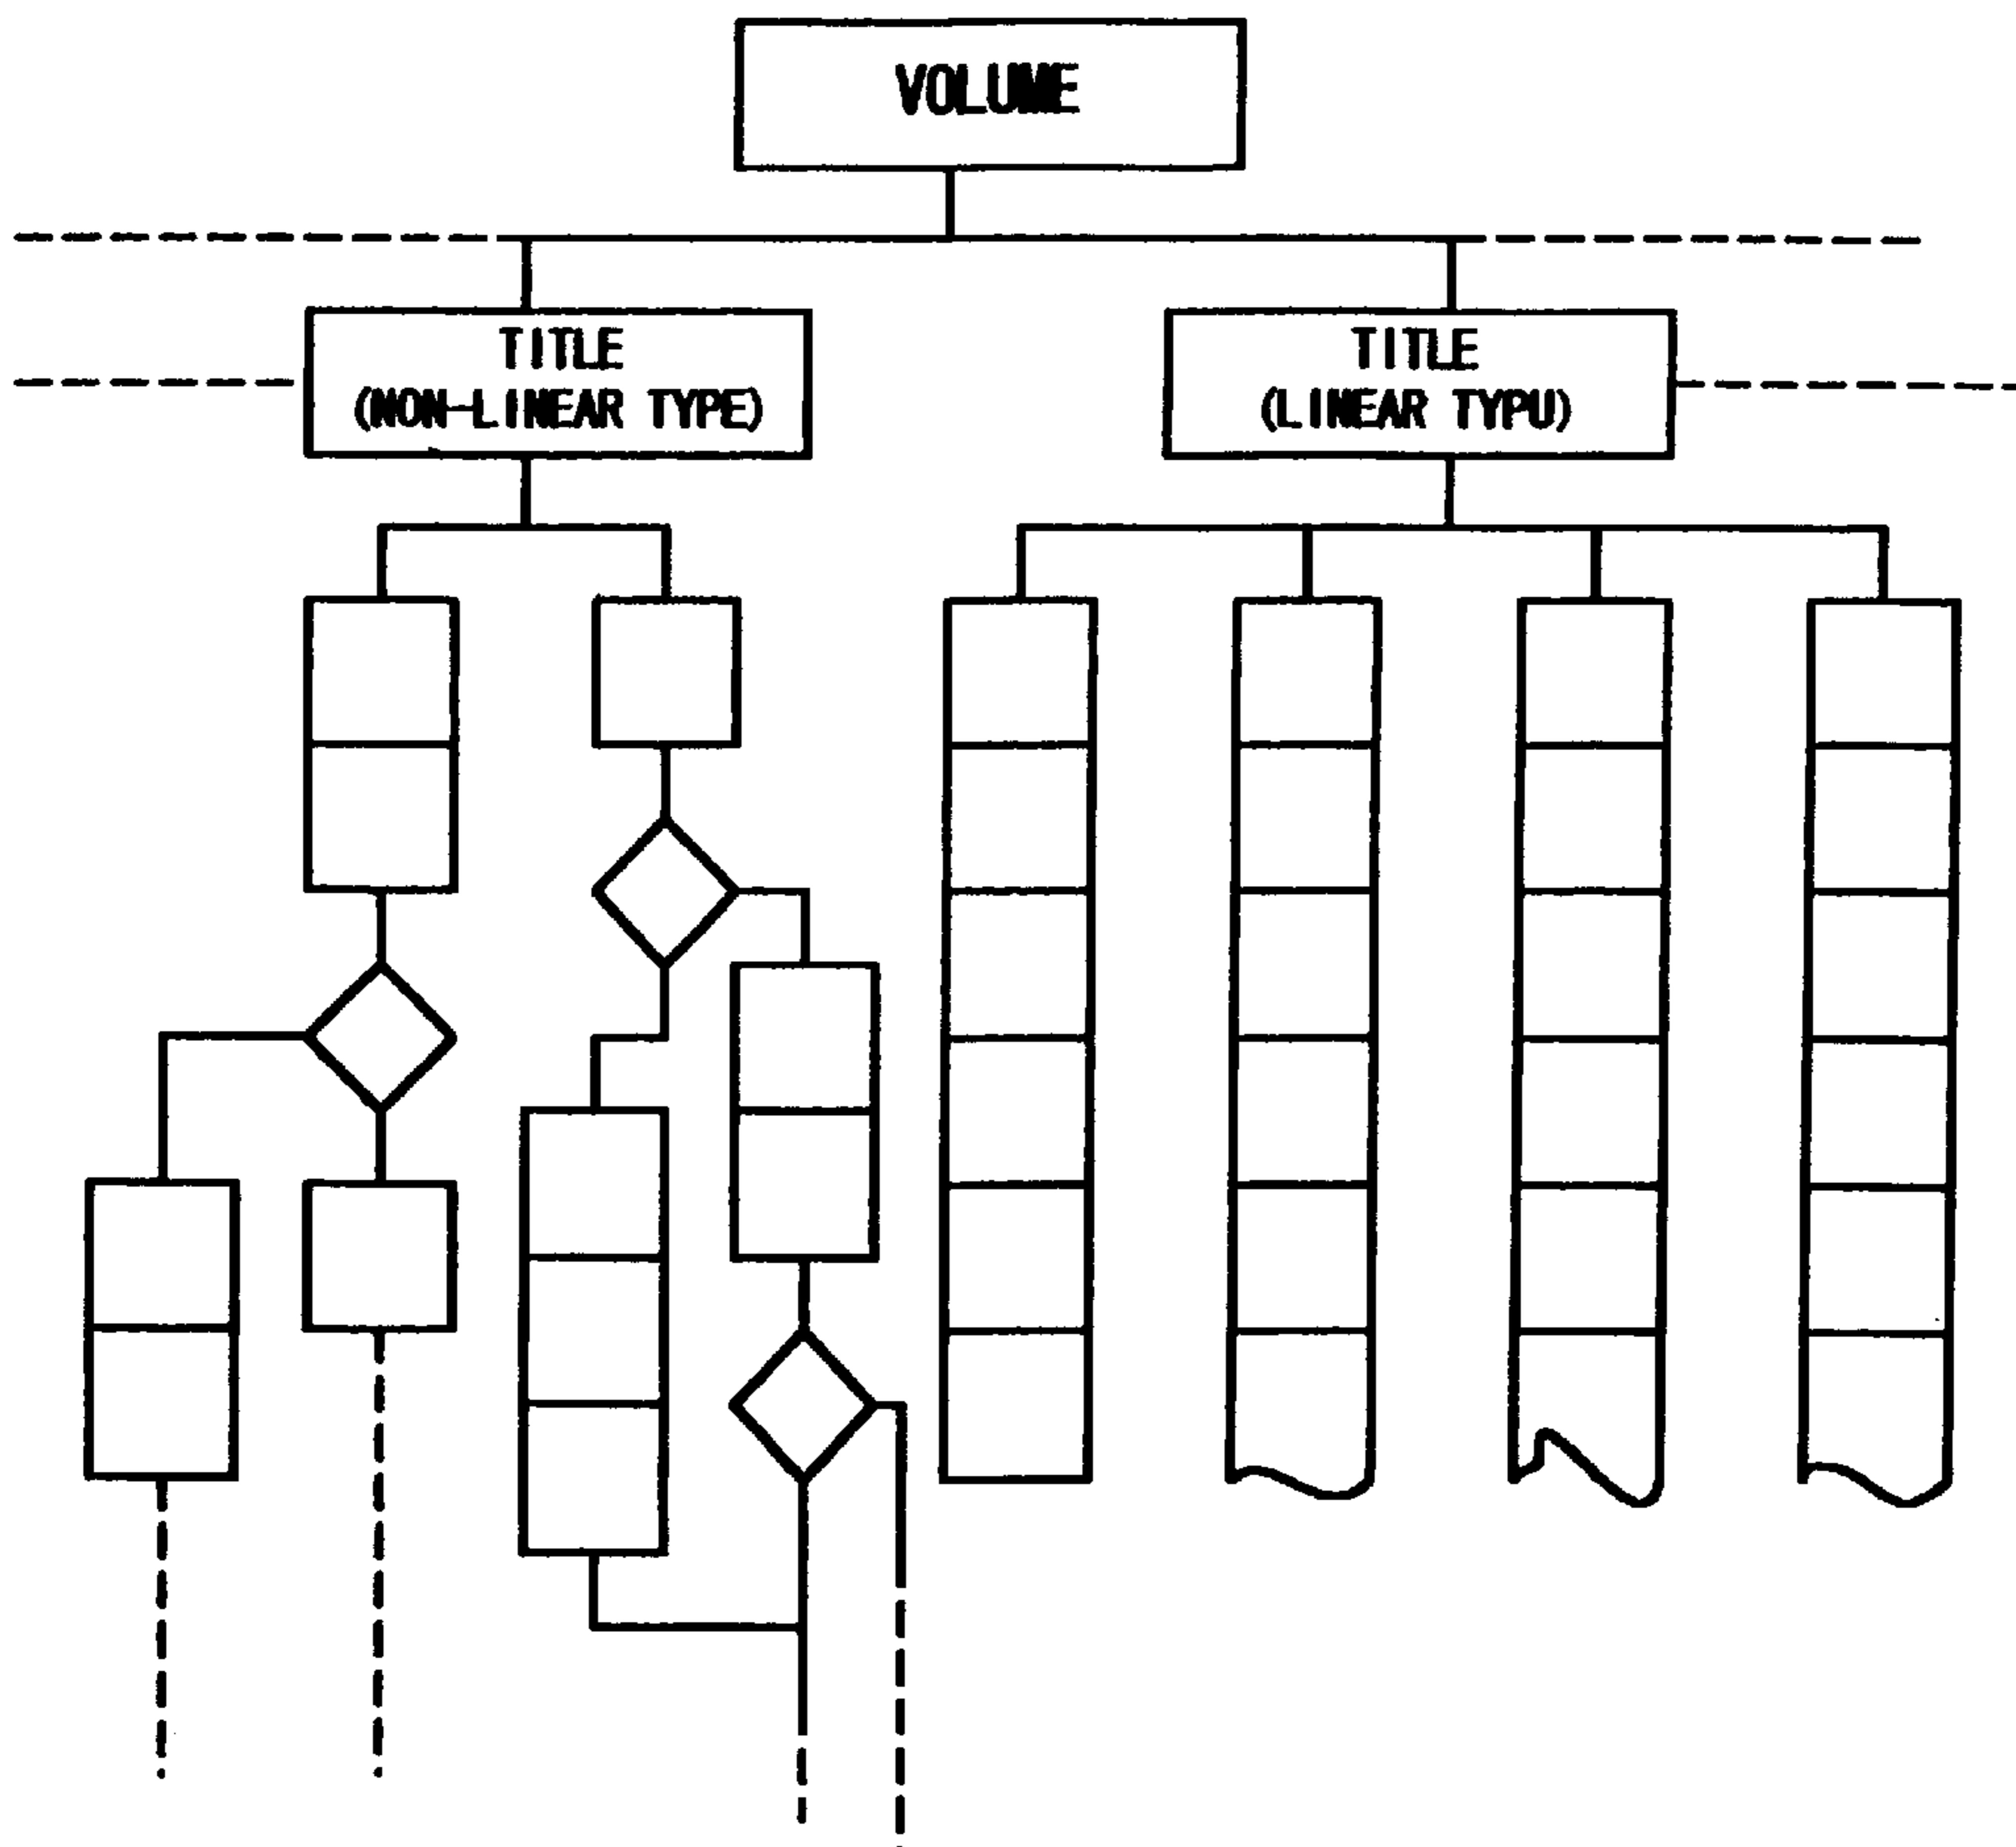 VOLUME
TITLE
(NON-LINEAR TYPE)
TITLE
(LINEAR TYPU)